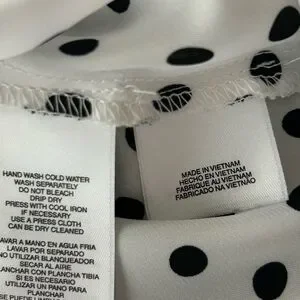 HAND WASH COLD WATER
WASH SEPARATELY
DO NOT BLEACH
DRIP DRY
PRESS WITH COOL IRON
IF NECESSARY
USE A PRESS CLOTH
CAN BE DRY CLEANED
LAVAR A MANO EN AGUA FRIA
LAVAR POR SEPARADO
NO UTILIZAR BLANQUEADOR
SECAR AL AIRE
PLANCHAR CON PLANCHA TIBIA
SI ES NECESARIO
UTILIZAR UN PANO PARA
PLANCHAR
MADE IN VIETNAM
HECHO EN VIETNAM
FABRIQUE AU VIETNAM
FABRICADO NA VIETNÃO